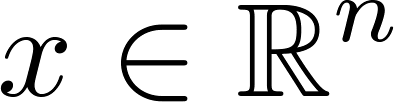 x ∈ ℝⁿ